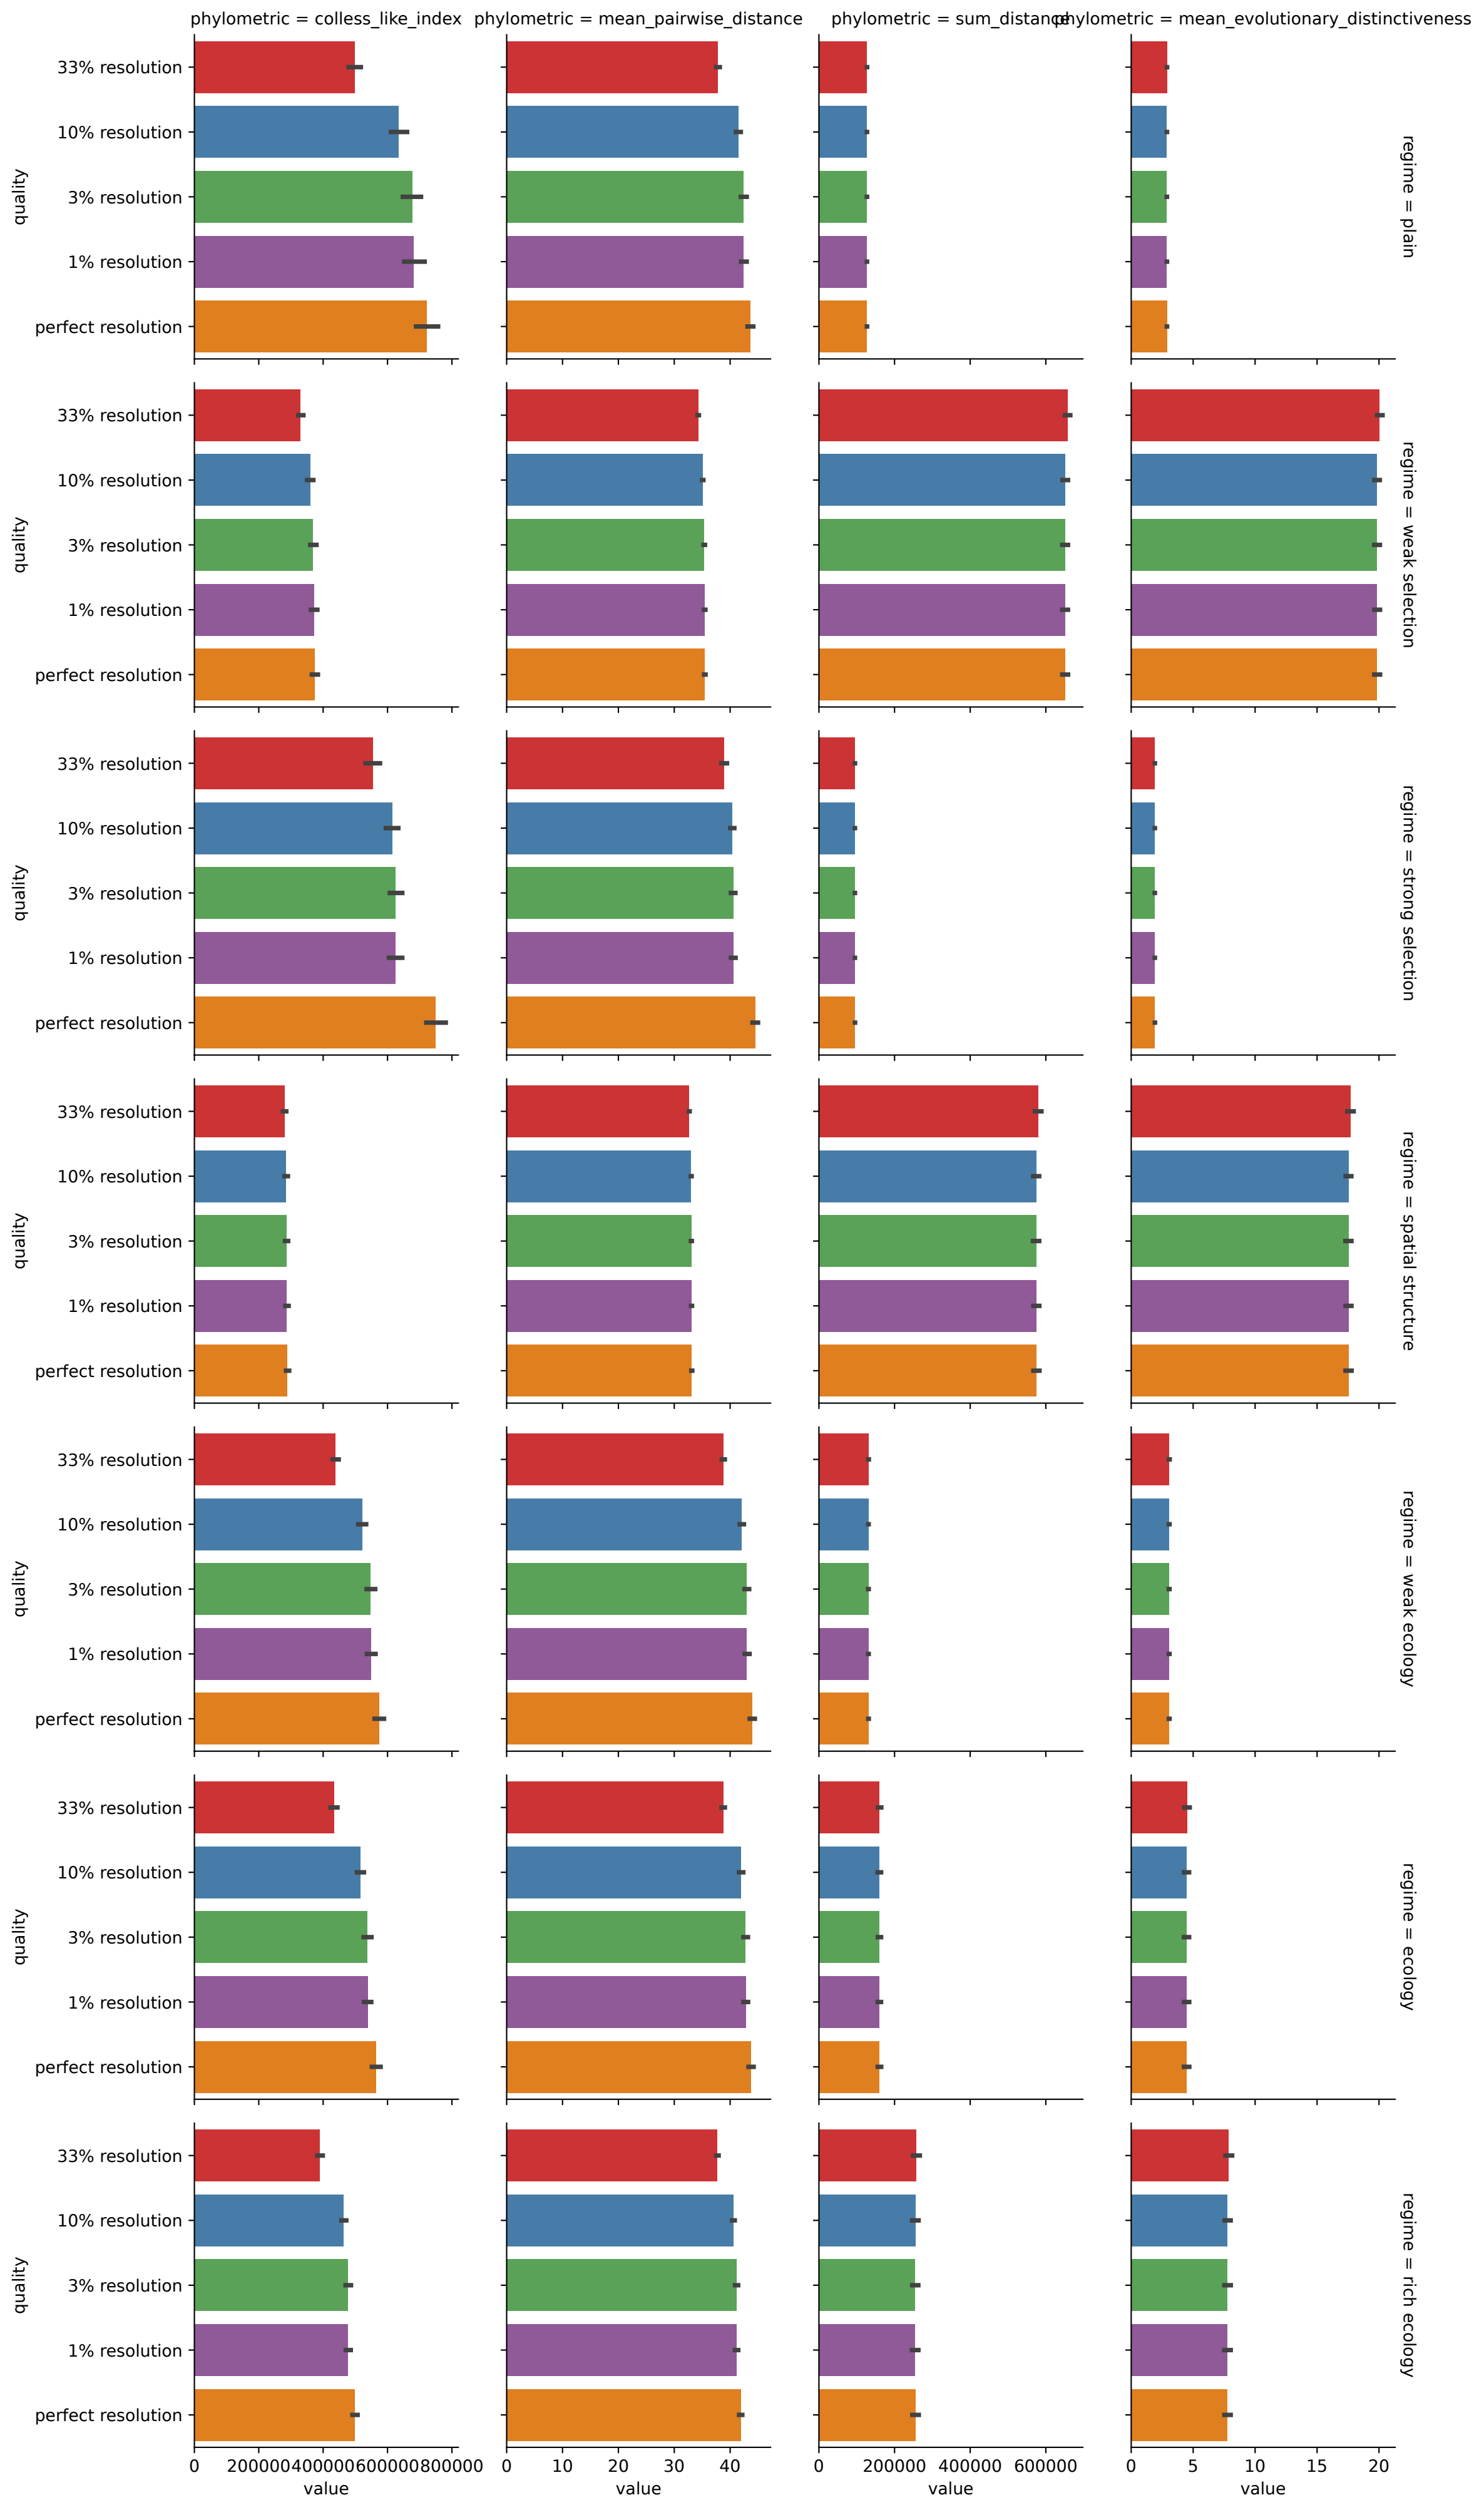 phylometric = colless_like_index phylometric = mean_pairwise_distance phylometric = sum_distance phylometric = mean_evolutionary_distinctiveness
33% resolution
10% resolution
3% resolution
1% resolution
perfect resolution
quality
regime = plain
33% resolution
10% resolution
3% resolution
1% resolution
perfect resolution
quality
regime = weak selection
33% resolution
10% resolution
3% resolution
1% resolution
perfect resolution
quality
regime = strong selection
33% resolution
10% resolution
3% resolution
1% resolution
perfect resolution
quality
regime = spatial structure
33% resolution
10% resolution
3% resolution
1% resolution
perfect resolution
quality
regime = weak ecology
33% resolution
10% resolution
3% resolution
1% resolution
perfect resolution
quality
regime = ecology
33% resolution
10% resolution
3% resolution
1% resolution
perfect resolution
quality
regime = rich ecology
0 200000 400000 600000 800000 0 10 20 30 40 0 200000 400000 600000 0 5 10 15 20
value value value value